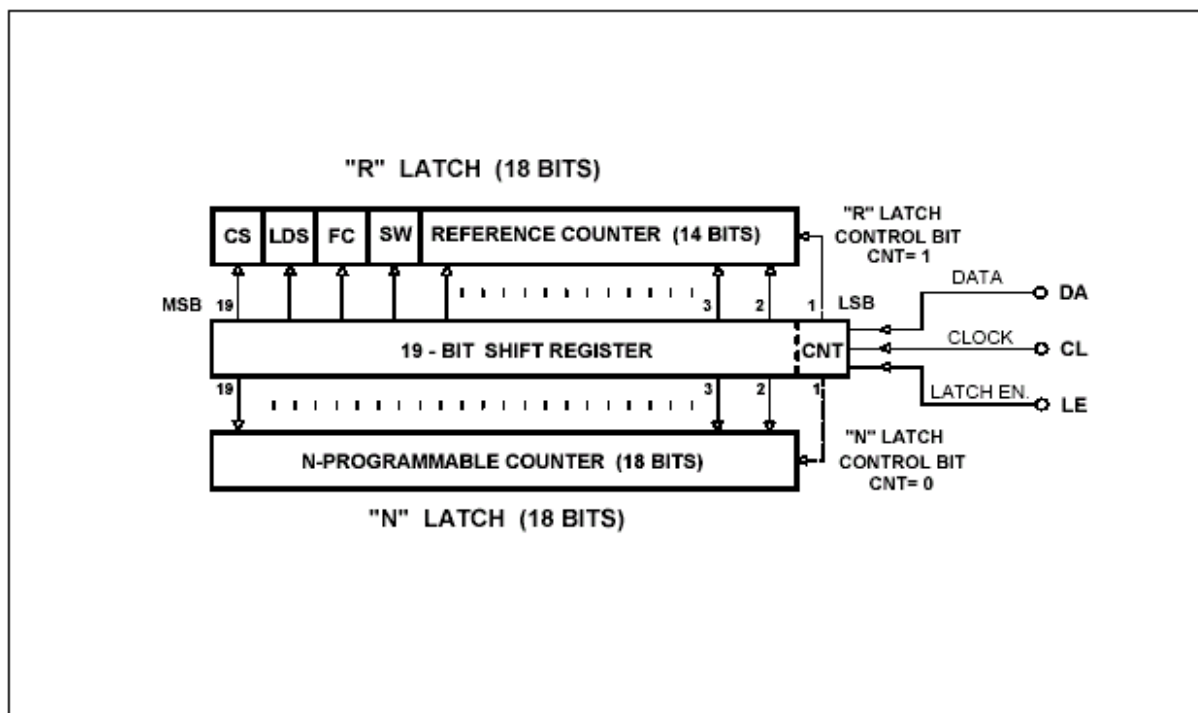 "R" LATCH (18 BITS)
CS LDS FC SW REFERENCE COUNTER (14 BITS)
"R" LATCH
CONTROL BIT
CNT= 1
MSB 19 3 2 1 LSB
DATA DA
19 - BIT SHIFT REGISTER CNT
CLOCK CL
19 3 2 1
LATCH EN. LE
N-PROGRAMMABLE COUNTER (18 BITS)
"N" LATCH
CONTROL BIT
CNT= 0
"N" LATCH (18 BITS)